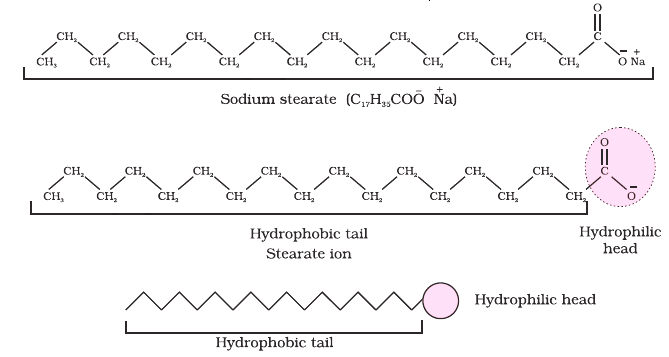 O
CH₂ CH₂ CH₂ CH₂ CH₂ CH₂ CH₂ CH₂ C
CH₃ CH₂ CH₂ CH₂ CH₂ CH₂ CH₂ CH₂ CH₂ O⁻ Na⁺
Sodium stearate (C₁₇H₃₅COO⁻ Na⁺)
O
CH₂ CH₂ CH₂ CH₂ CH₂ CH₂ CH₂ CH₂ C
CH₃ CH₂ CH₂ CH₂ CH₂ CH₂ CH₂ CH₂ CH₂ O⁻
Hydrophobic tail
Stearate ion
Hydrophilic
head
Hydrophilic head
Hydrophobic tail